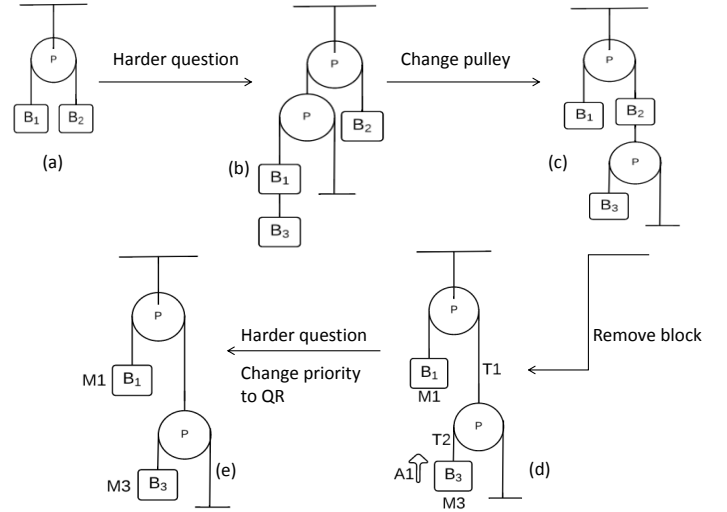 P
B1
B2
(a)
Harder question
P
P
B2
B1
B3
(b)
Change pulley
P
B1
B2
P
B3
(c)
Remove block
P
B1
M1
T1
P
T2
A1
B3
M3
(d)
Harder question
Change priority
to QR
P
M1
B1
P
M3
B3
(e)